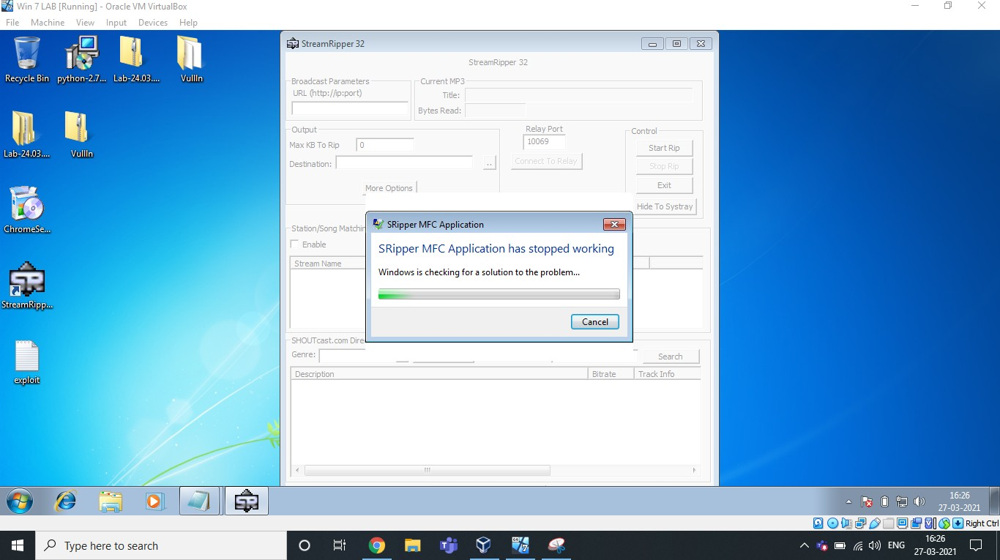 Win 7 LAB [Running] - Oracle VM VirtualBox
File Machine View Input Devices Help
Recycle Bin
python-2.7...
Lab-24.03....
VullIn
Lab-24.03....
VullIn
ChromeSe...
StreamRipp...
exploit
StreamRipper 32
StreamRipper 32
Broadcast Parameters
URL (http://ip:port)
Current MP3
Title:
Bytes Read:
Output
Max KB To Rip 0
Destination:
..
More Options
Relay Port
10069
Connect To Relay
Control
Start Rip
Stop Rip
Exit
Hide To Systray
Station/Song Matchin
Enable
Stream Name
SRipper MFC Application
SRipper MFC Application has stopped working
Windows is checking for a solution to the problem...
Cancel
SHOUTcast.com Dire
Genre:
Search
Description Bitrate Track Info
16:26
27-03-2021
Right Ctrl
Type here to search
ENG
16:26
27-03-2021